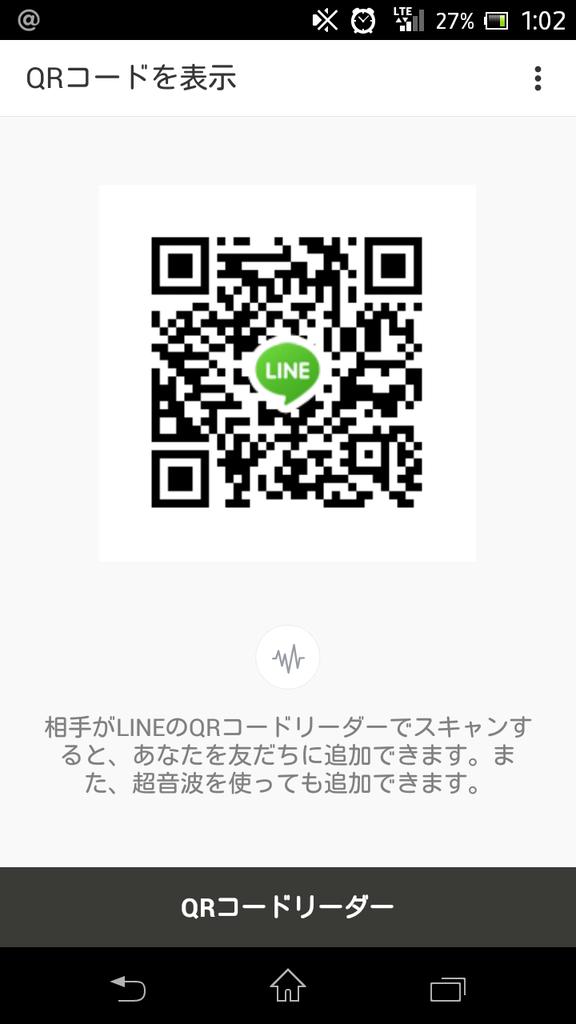 @ LTE 27% 1:02
QRコードを表示
LINE
相手がLINEのQRコードリーダーでスキャンす
ると、あなたを友だちに追加できます。ま
た、超音波を使っても追加できます。
QRコードリーダー